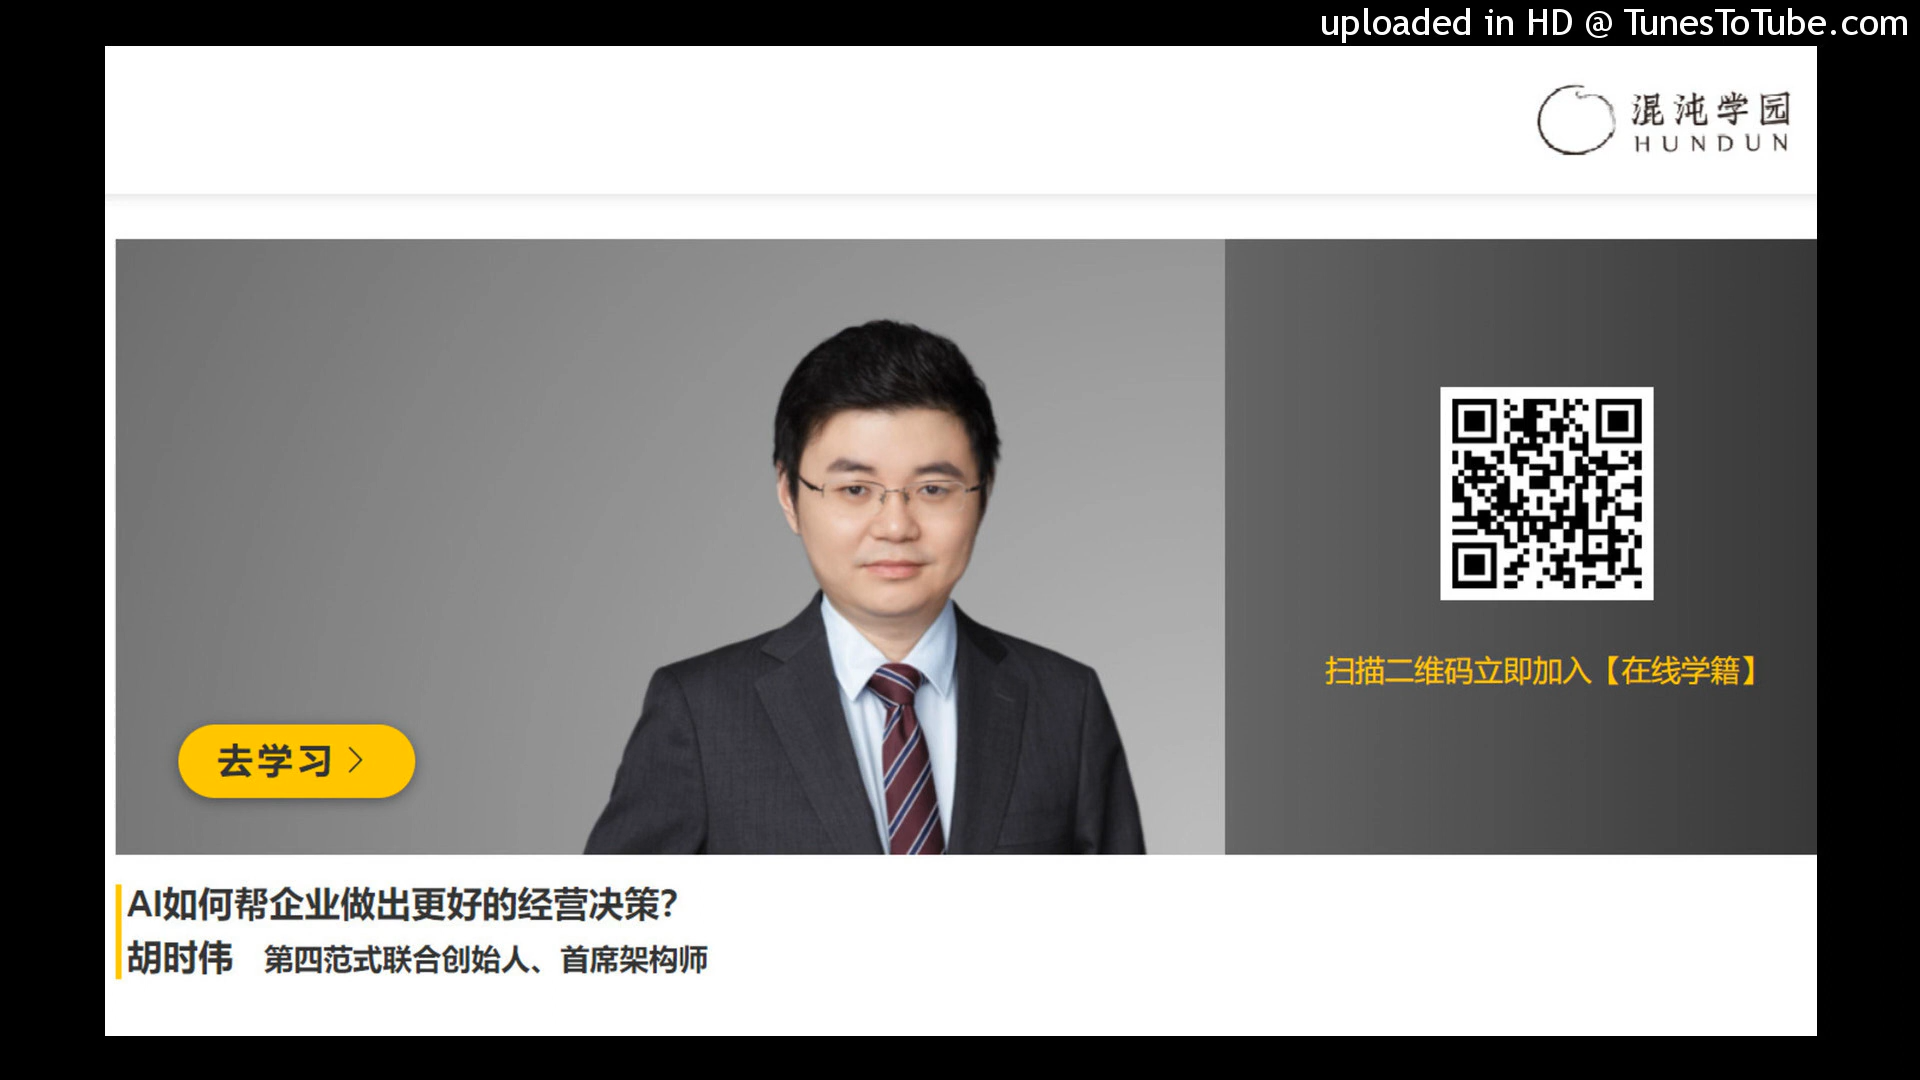 uploaded in HD @ TunesToTube.com
混沌学园
HUNDUN
扫描二维码立即加入【在线学籍】
去学习 >
AI如何帮企业做出更好的经营决策?
胡时伟 第四范式联合创始人、首席架构师